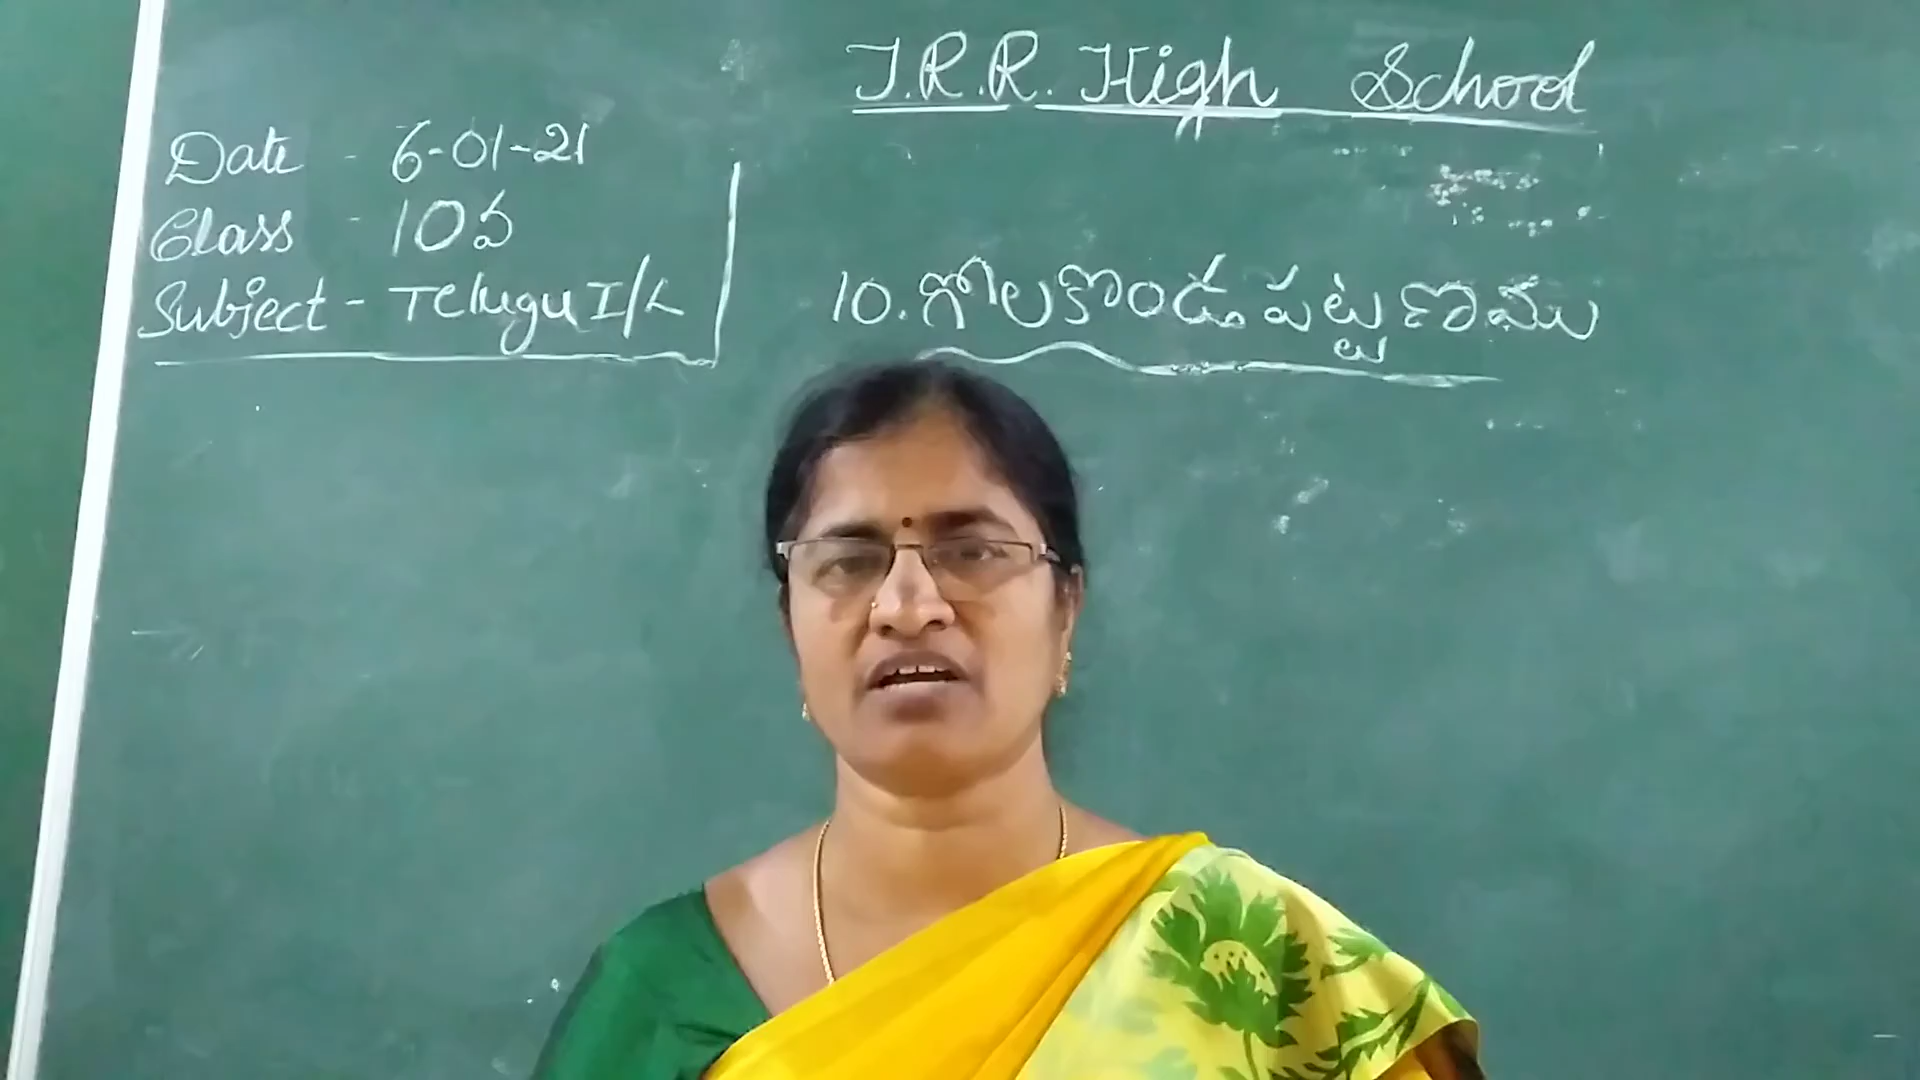 T.R.R. High School
Date - 6-01-21
Class - 10వ
Subject - Telugu I/L
10. గోలకొండ పట్టణము